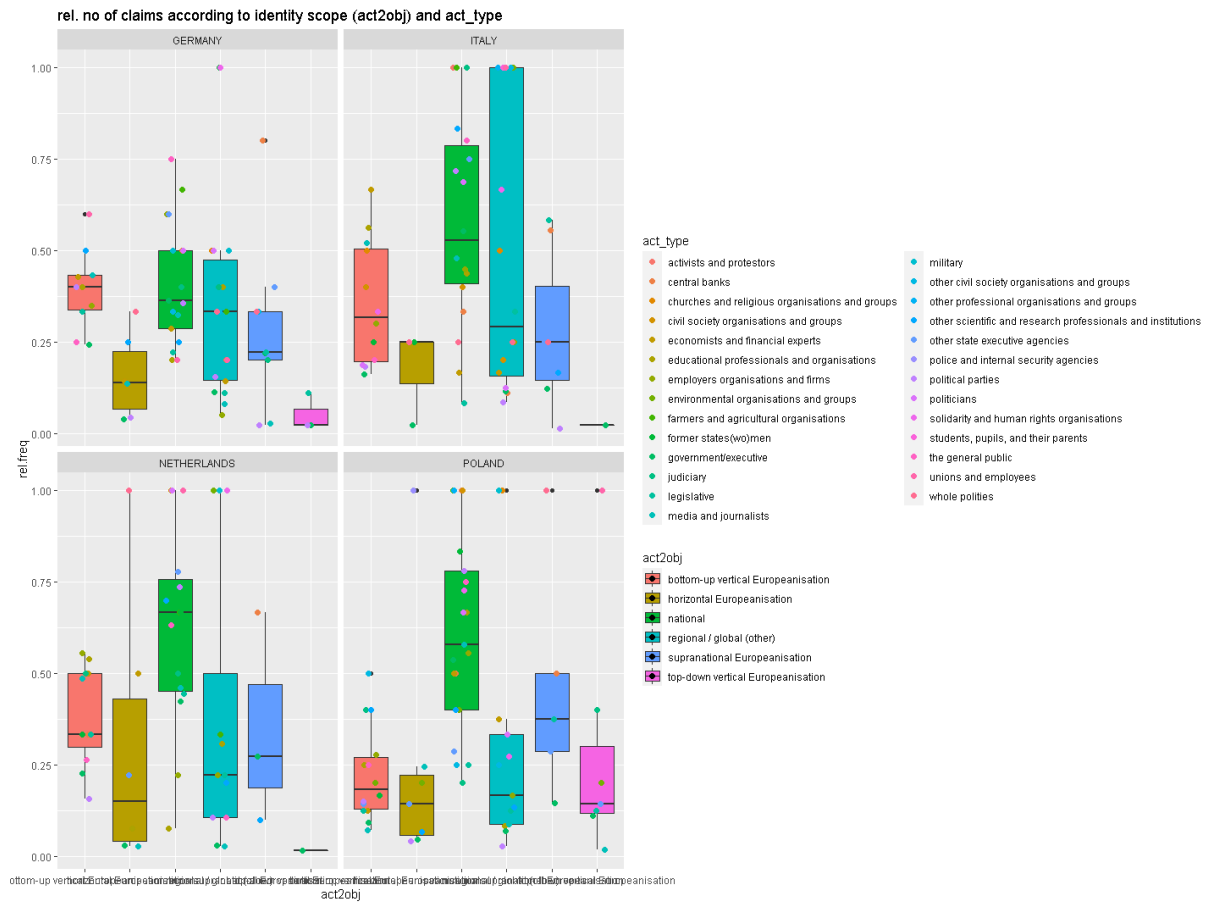 rel. no of claims according to identity scope (act2obj) and act_type
GERMANY
ITALY
1.00
0.75
0.50
0.25
0.00
NETHERLANDS
POLAND
1.00
0.75
0.50
0.25
0.00
rel.freq
act2obj
act_type
activists and protestors
central banks
churches and religious organisations and groups
civil society organisations and groups
economists and financial experts
educational professionals and organisations
employers organisations and firms
environmental organisations and groups
farmers and agricultural organisations
former states(wo)men
government/executive
judiciary
legislative
media and journalists
military
other civil society organisations and groups
other professional organisations and groups
other scientific and research professionals and institutions
other state executive agencies
police and internal security agencies
political parties
politicians
solidarity and human rights organisations
students, pupils, and their parents
the general public
unions and employees
whole polities
act2obj
bottom-up vertical Europeanisation
horizontal Europeanisation
national
regional / global (other)
supranational Europeanisation
top-down vertical Europeanisation